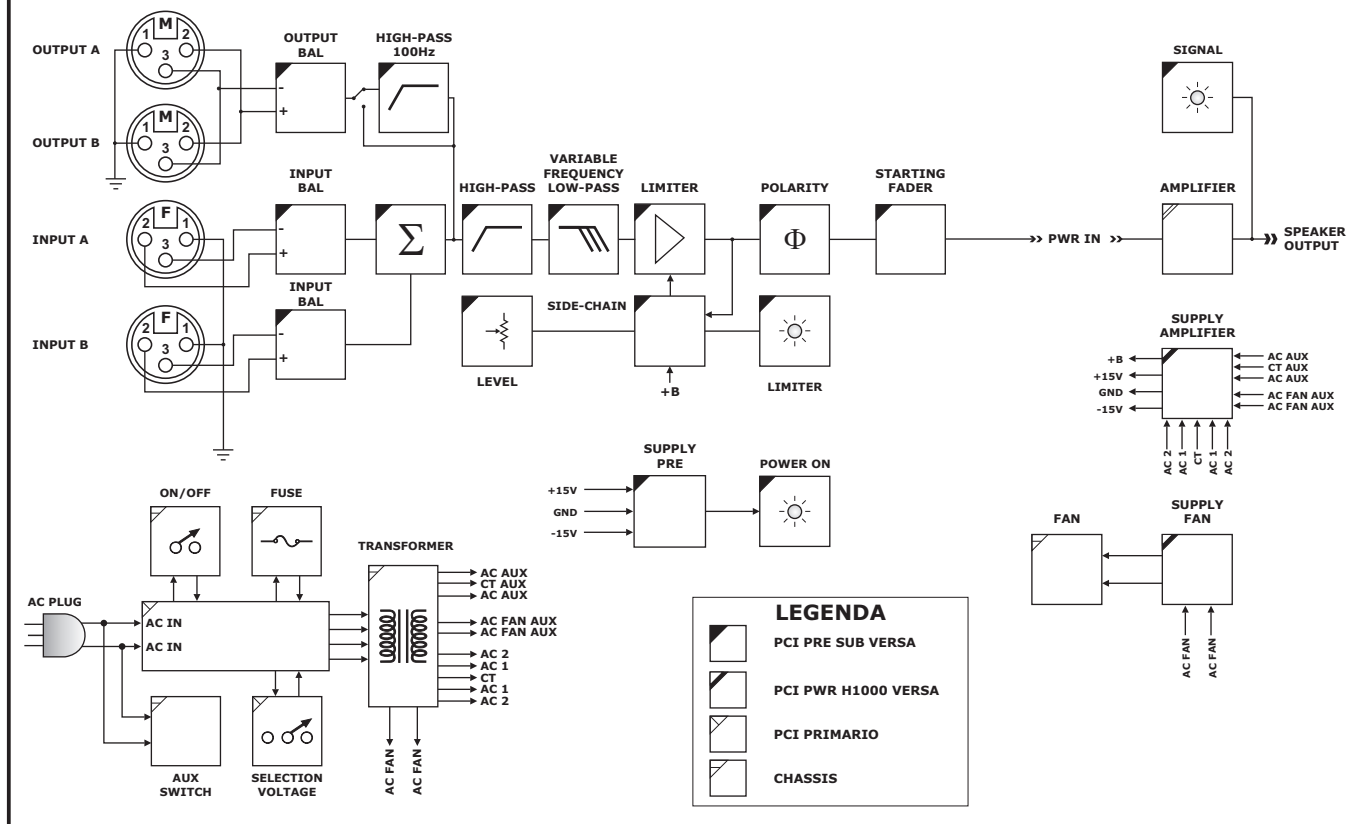 OUTPUT A
M
1
2
3
OUTPUT BAL
-
+
HIGH-PASS
100Hz
SIGNAL
OUTPUT B
M
1
2
3
INPUT A
F
2
1
3
INPUT BAL
-
+
Σ
HIGH-PASS
VARIABLE
FREQUENCY
LOW-PASS
LIMITER
POLARITY
Φ
STARTING
FADER
PWR IN
AMPLIFIER
SPEAKER
OUTPUT
INPUT B
F
2
1
3
INPUT
BAL
-
+
LEVEL
SIDE-CHAIN
+B
LIMITER
SUPPLY
AMPLIFIER
+B
+15V
GND
-15V
AC AUX
CT AUX
AC AUX
AC FAN AUX
AC FAN AUX
AC 2
AC 1
CT
AC 1
AC 2
SUPPLY
PRE
+15V
GND
-15V
POWER ON
FAN
SUPPLY
FAN
AC FAN
AC FAN
ON/OFF
FUSE
AC PLUG
AC IN
AC IN
AUX
SWITCH
SELECTION
VOLTAGE
TRANSFORMER
AC AUX
CT AUX
AC AUX
AC FAN AUX
AC FAN AUX
AC 2
AC 1
CT
AC 1
AC 2
AC FAN
AC FAN
LEGENDA
PCI PRE SUB VERSA
PCI PWR H1000 VERSA
PCI PRIMARIO
CHASSIS